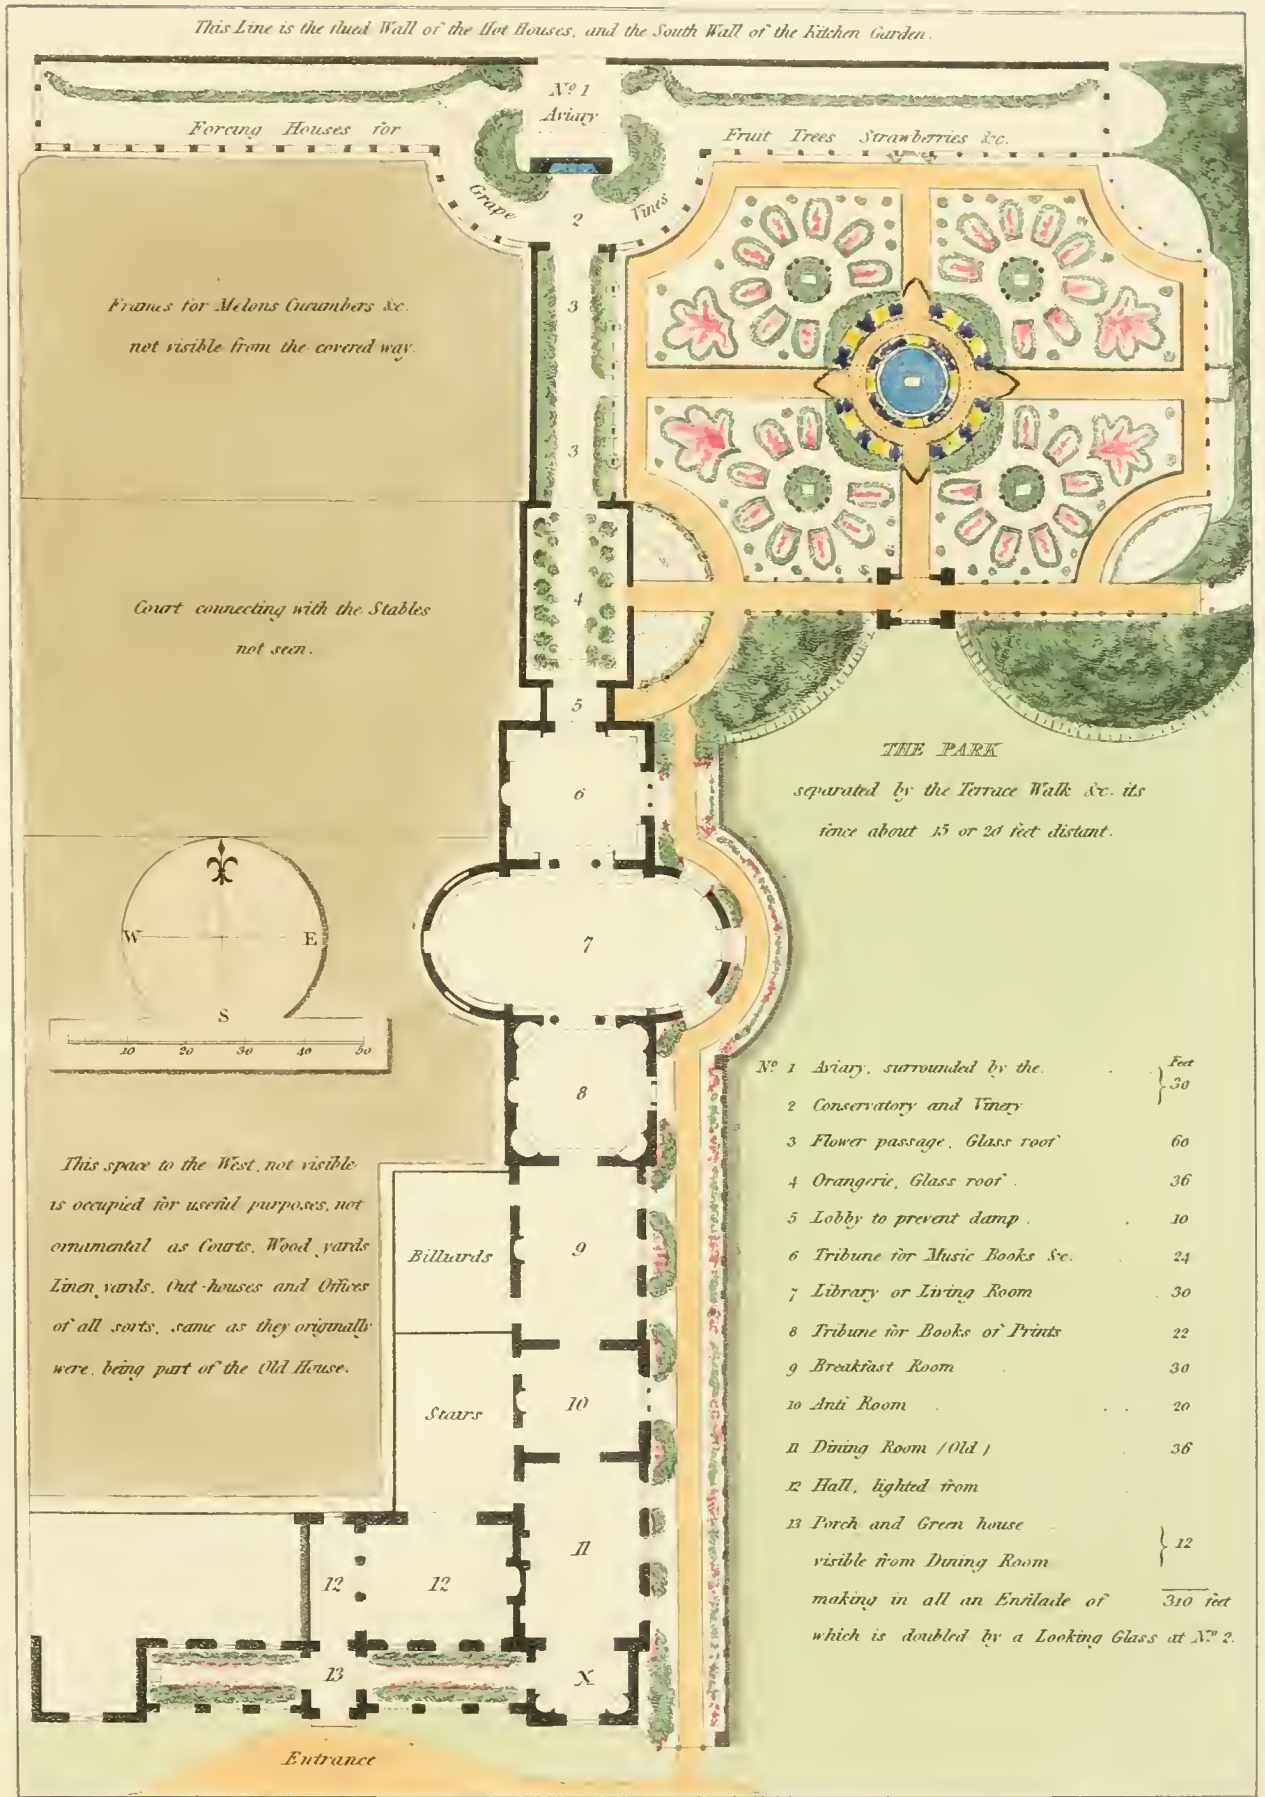 This Line is the flued Wall of the Hot Houses, and the South Wall of the Kitchen Garden.
No 1
Aviary
Forcing Houses for
Fruit Trees Strawberries &c.
Grape Vines
2
3
Frames for Melons Cucumbers &c.
not visible from the covered way.
3
4
Court connecting with the Stables
not seen.
5
THE PARK
separated by the Terrace Walk &c. its
fence about 15 or 20 feet distant.
6
W E
S
7
10 20 30 40 50
8
This space to the West, not visible
is occupied for useful purposes, not
ornamental as Courts, Wood yards
Linen yards, Out-houses and Offices
of all sorts, same as they originally
were, being part of the Old House.
Billiards
9
Stairs
10
11
12
12
13
X
Entrance
Feet
No 1 Aviary, surrounded by the } 30
2 Conservatory and Vinery
3 Flower passage, Glass roof 60
4 Orangerie, Glass roof 36
5 Lobby to prevent damp 10
6 Tribune for Music Books &c. 24
7 Library or Living Room 30
8 Tribune for Books of Prints 22
9 Breakfast Room 30
10 Anti Room 20
11 Dining Room (Old) 36
12 Hall, lighted from
13 Porch and Green house } 12
visible from Dining Room
making in all an Enfilade of 310 feet
which is doubled by a Looking Glass at No 2.